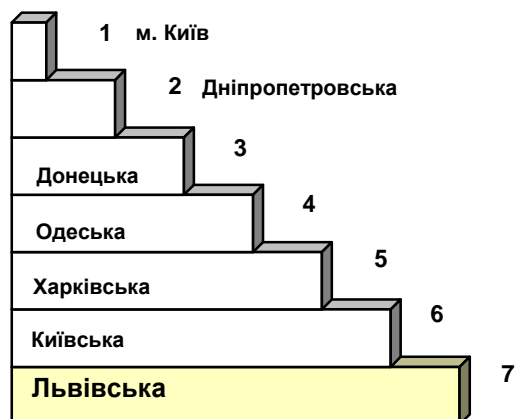 1 м. Київ
2 Дніпропетровська
3
Донецька
4
Одеська
5
Харківська
6
Київська
7
Львівська